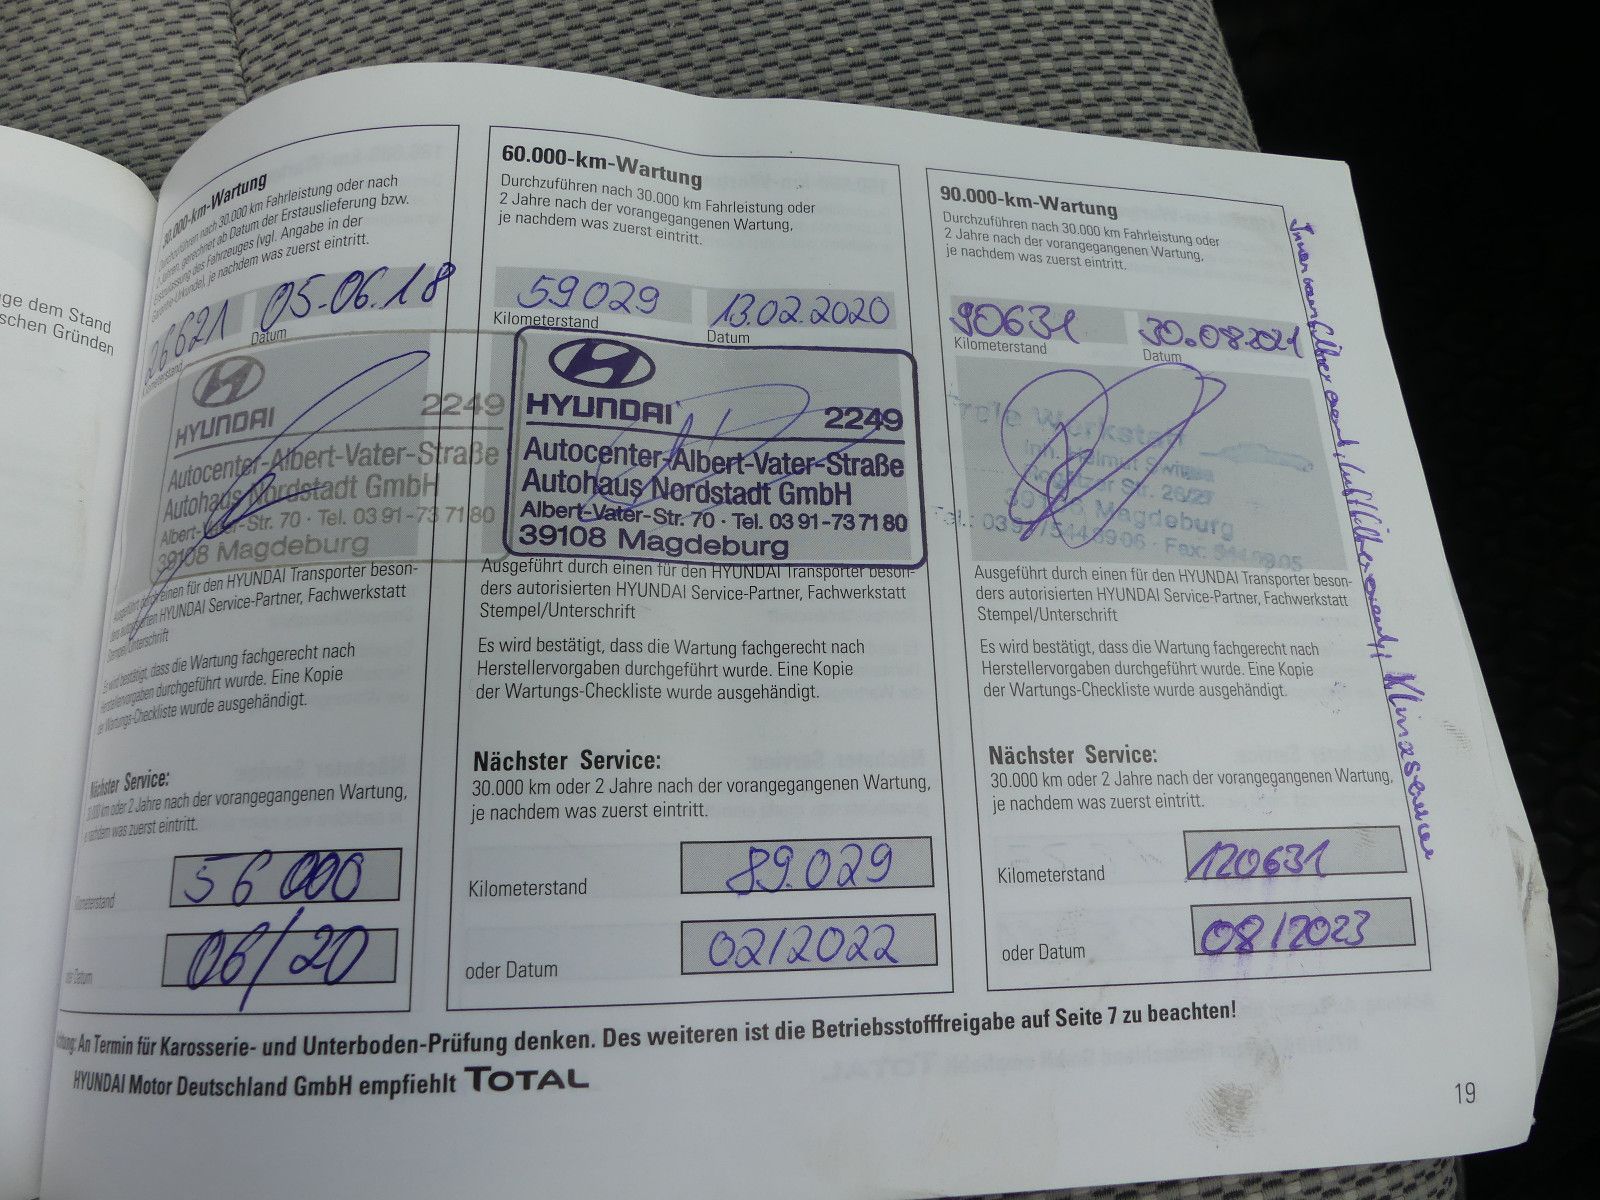 ge dem Stand
schen Gründen
30.000-km-Wartung
Durchzuführen nach 30.000 km Fahrleistung oder nach
2 Jahren, gerechnet ab Datum der Erstauslieferung bzw.
Erstzulassung des Fahrzeuges (vgl. Angabe in der
Garantie-Urkunde), je nachdem was zuerst eintritt.
26621 05-06.18
Kilometerstand Datum
HYUNDAI 2249
Autocenter-Albert-Vater-Straße
Autohaus Nordstadt GmbH
Albert-Vater-Str. 70 · Tel. 03 91 - 73 71 80
39108 Magdeburg
Ausgeführt durch einen für den HYUNDAI Transporter beson-
ders autorisierten HYUNDAI Service-Partner, Fachwerkstatt
Stempel/Unterschrift
Es wird bestätigt, dass die Wartung fachgerecht nach
Herstellervorgaben durchgeführt wurde. Eine Kopie
der Wartungs-Checkliste wurde ausgehändigt.
Nächster Service:
30.000 km oder 2 Jahre nach der vorangegangenen Wartung,
je nachdem was zuerst eintritt.
Kilometerstand 56 000
oder Datum 06/20
60.000-km-Wartung
Durchzuführen nach 30.000 km Fahrleistung oder
2 Jahre nach der vorangegangenen Wartung,
je nachdem was zuerst eintritt.
59029 13.02.2020
Kilometerstand Datum
HYUNDAI 2249
Autocenter-Albert-Vater-Straße
Autohaus Nordstadt GmbH
Albert-Vater-Str. 70 · Tel. 03 91 - 73 71 80
39108 Magdeburg
Ausgeführt durch einen für den HYUNDAI Transporter beson-
ders autorisierten HYUNDAI Service-Partner, Fachwerkstatt
Stempel/Unterschrift
Es wird bestätigt, dass die Wartung fachgerecht nach
Herstellervorgaben durchgeführt wurde. Eine Kopie
der Wartungs-Checkliste wurde ausgehändigt.
Nächster Service:
30.000 km oder 2 Jahre nach der vorangegangenen Wartung,
je nachdem was zuerst eintritt.
Kilometerstand 89.029
oder Datum 02/2022
90.000-km-Wartung
Durchzuführen nach 30.000 km Fahrleistung oder
2 Jahre nach der vorangegangenen Wartung,
je nachdem was zuerst eintritt.
90631 30.08.2021
Kilometerstand Datum
Freie Werkstatt
Inh. Helmut
Str. 26/27
Magdeburg
Ausgeführt durch einen für den HYUNDAI Transporter beson-
ders autorisierten HYUNDAI Service-Partner, Fachwerkstatt
Stempel/Unterschrift
Es wird bestätigt, dass die Wartung fachgerecht nach
Herstellervorgaben durchgeführt wurde. Eine Kopie
der Wartungs-Checkliste wurde ausgehändigt.
Nächster Service:
30.000 km oder 2 Jahre nach der vorangegangenen Wartung,
je nachdem was zuerst eintritt.
Kilometerstand 120631
oder Datum 08/2023
Innenraumfilter ern., Luftfilter ern., Klimaservice
Achtung: An Termin für Karosserie- und Unterboden-Prüfung denken. Des weiteren ist die Betriebsstofffreigabe auf Seite 7 zu beachten!
HYUNDAI Motor Deutschland GmbH empfiehlt TOTAL
19